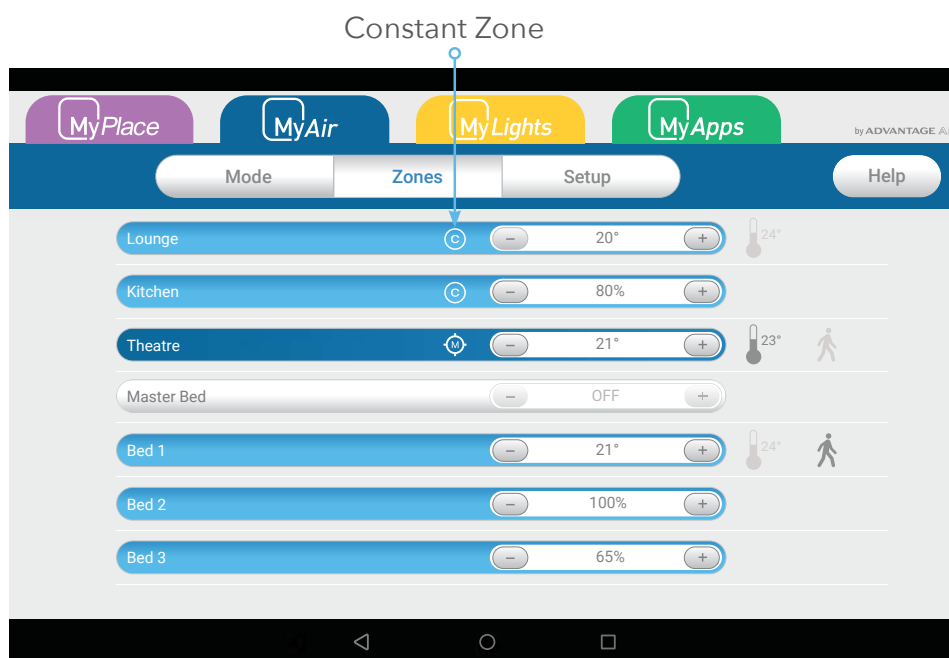 Constant Zone
MyPlace MyAir MyLights MyApps by ADVANTAGE
Mode Zones Setup Help
Lounge C − 20° + 24°
Kitchen C − 80% +
Theatre M − 21° + 23°
Master Bed − OFF +
Bed 1 − 21° + 24°
Bed 2 − 100% +
Bed 3 − 65% +